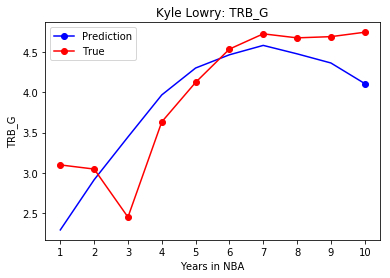 Kyle Lowry: TRB_G
Prediction
True
4.5
4.0
3.5
3.0
2.5
TRB_G
1 2 3 4 5 6 7 8 9 10
Years in NBA